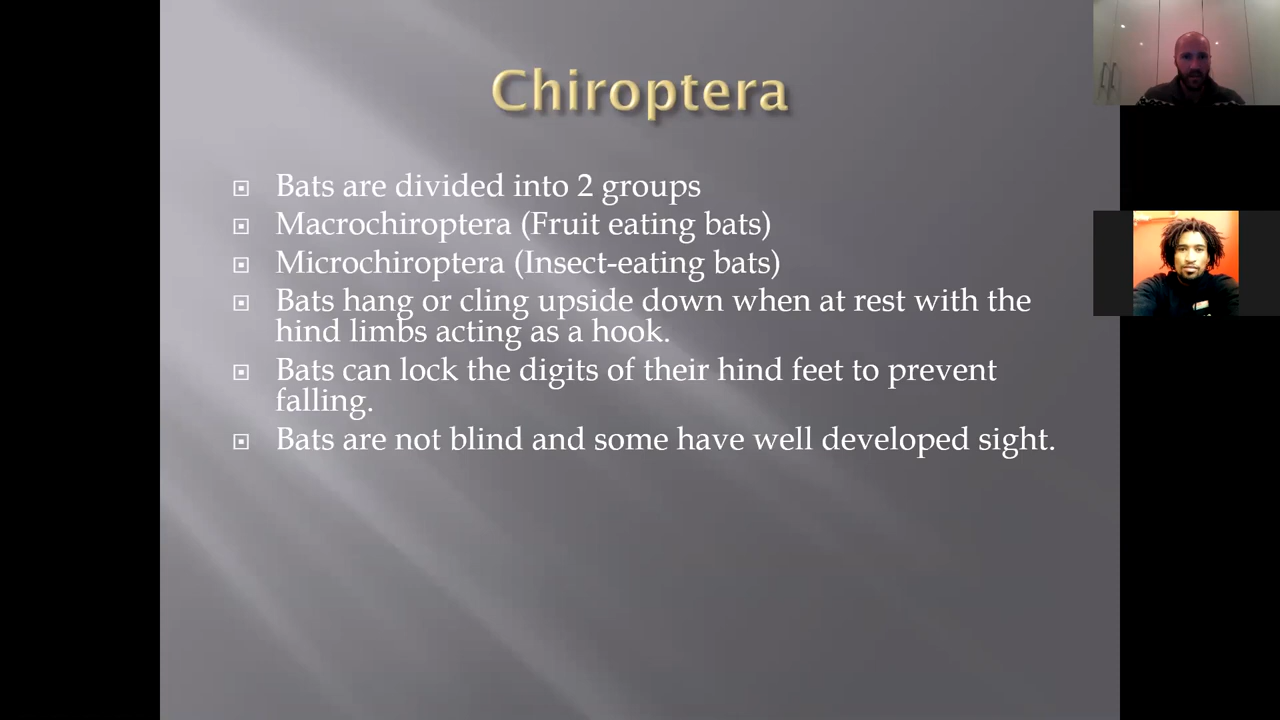 Chiroptera
Bats are divided into 2 groups
Macrochiroptera (Fruit eating bats)
Microchiroptera (Insect-eating bats)
Bats hang or cling upside down when at rest with the
hind limbs acting as a hook.
Bats can lock the digits of their hind feet to prevent
falling.
Bats are not blind and some have well developed sight.